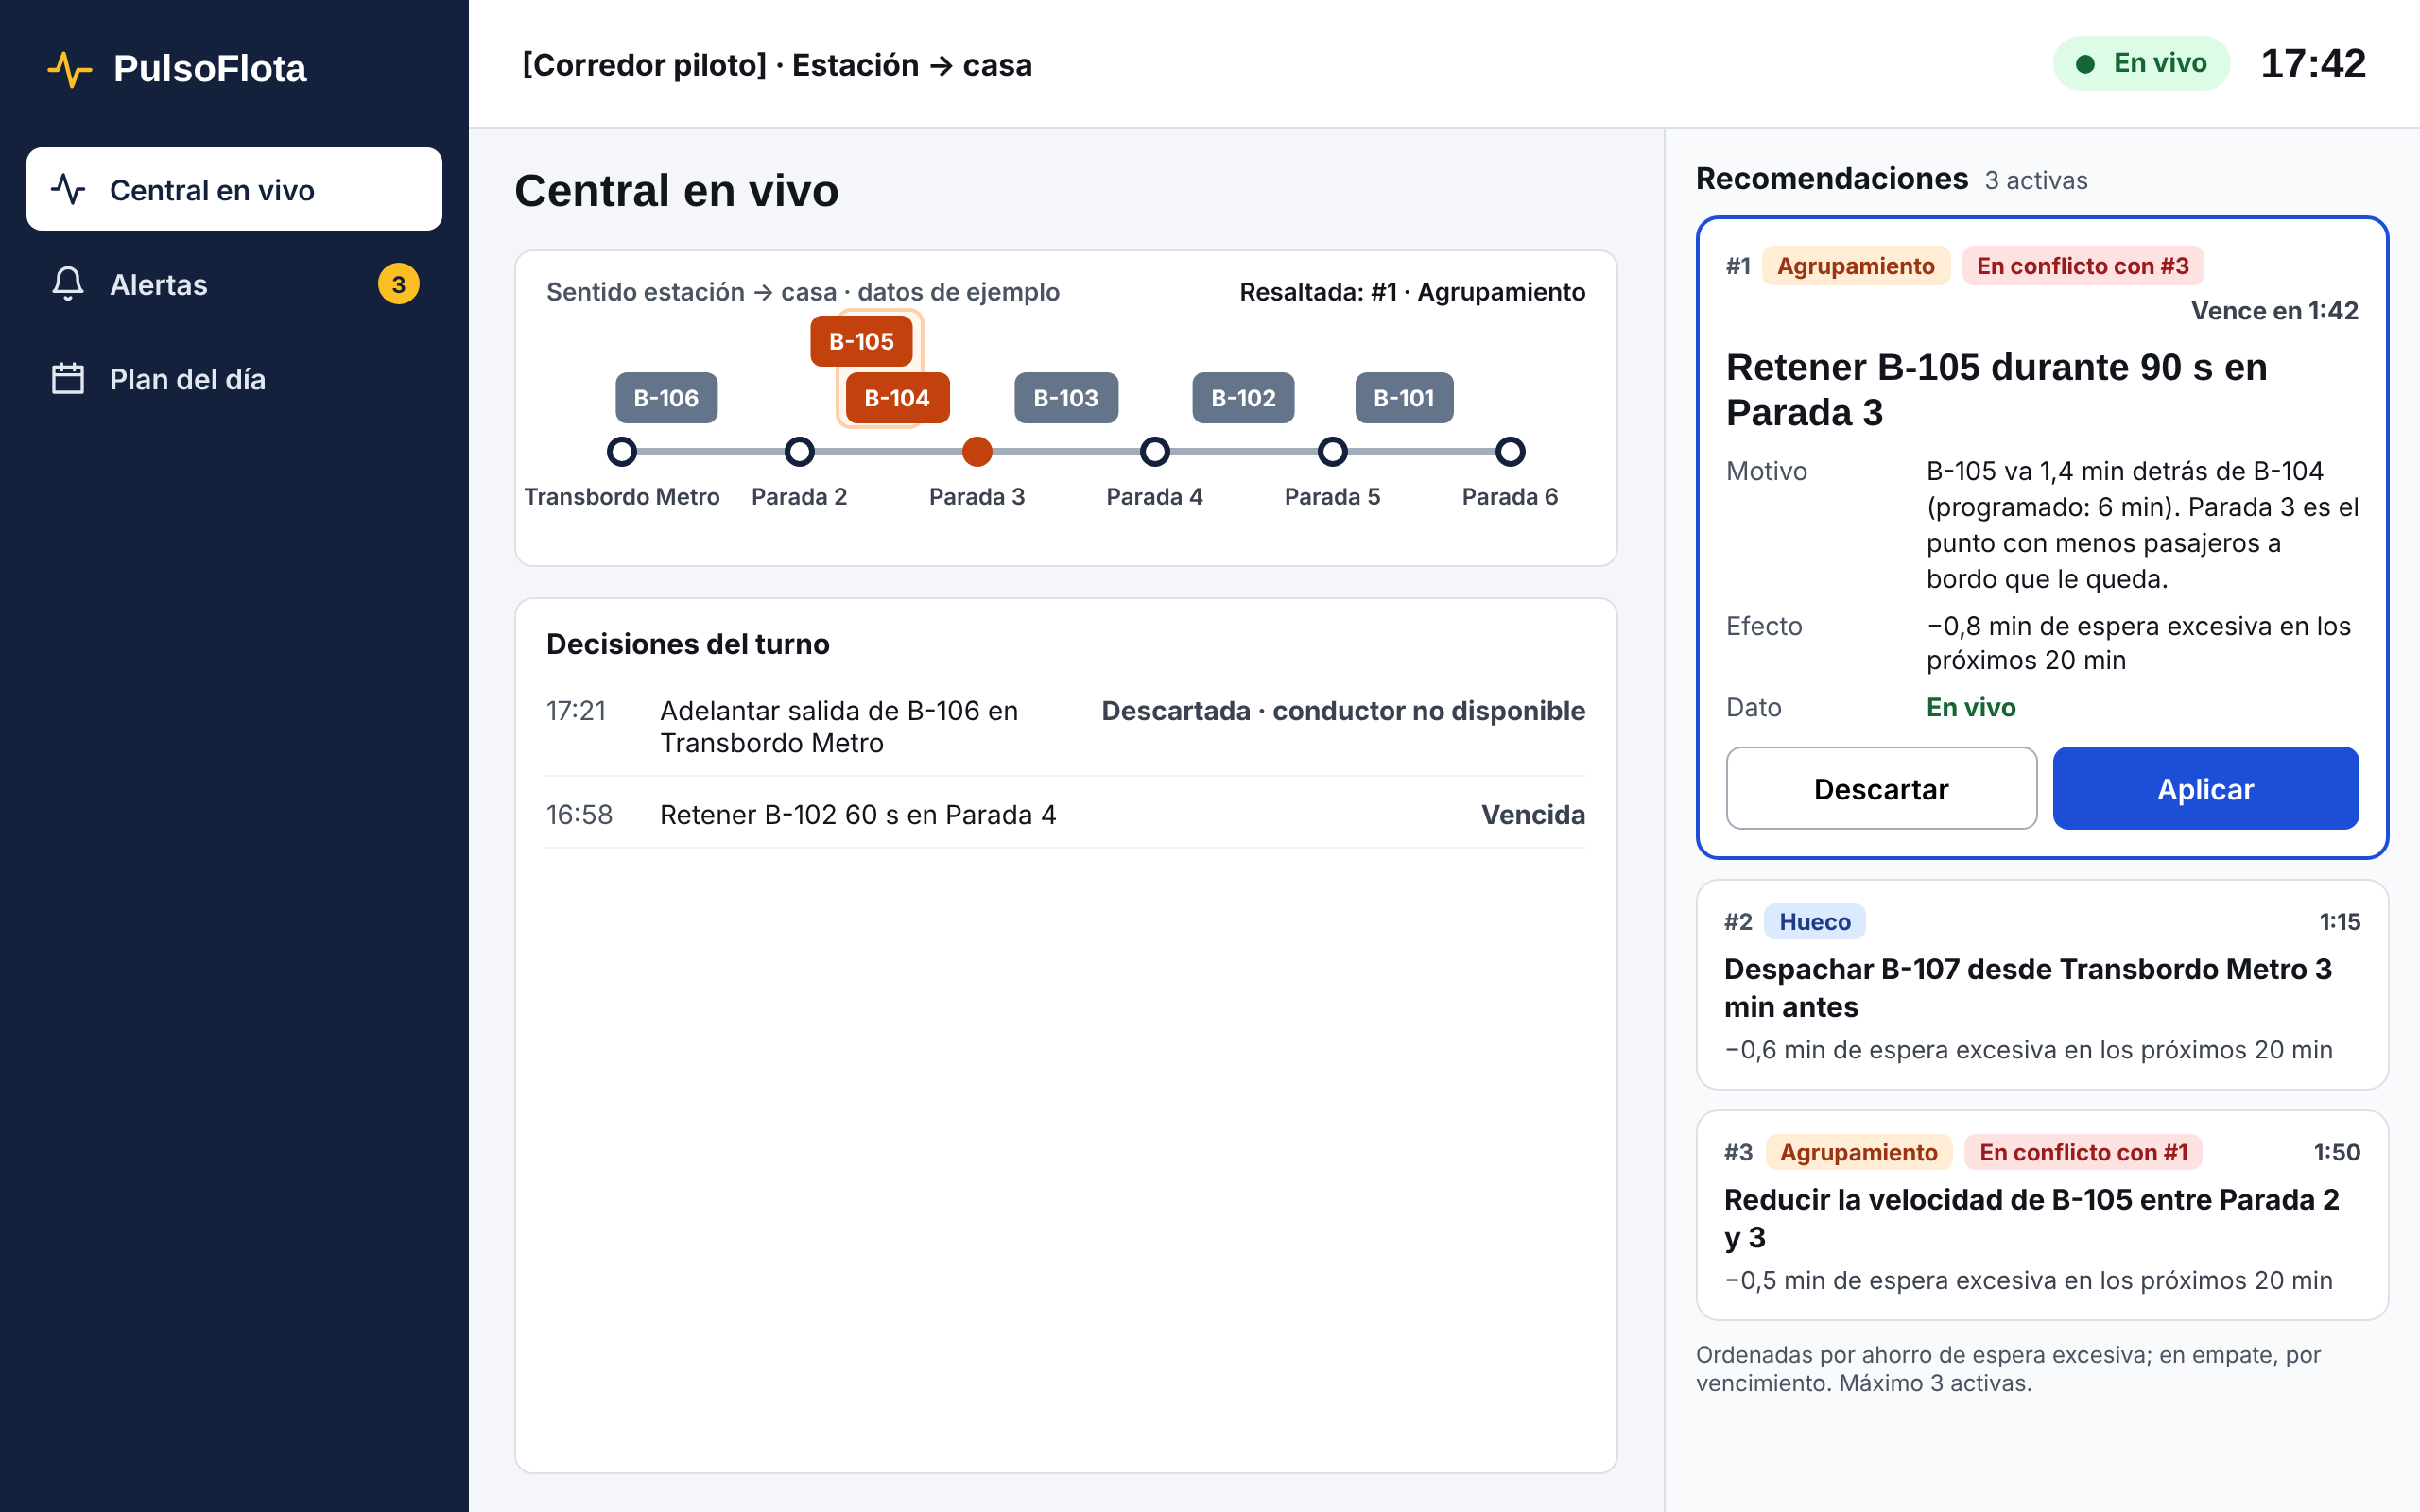 PulsoFlota
Central en vivo
Alertas
3
Plan del día
[Corredor piloto] · Estación → casa
En vivo
17:42
Central en vivo
Sentido estación → casa · datos de ejemplo
Resaltada: #1 · Agrupamiento
B-105
B-106
B-104
B-103
B-102
B-101
Transbordo Metro
Parada 2
Parada 3
Parada 4
Parada 5
Parada 6
Decisiones del turno
17:21
Adelantar salida de B-106 en
Transbordo Metro
Descartada · conductor no disponible
16:58
Retener B-102 60 s en Parada 4
Vencida
Recomendaciones
3 activas
#1
Agrupamiento
En conflicto con #3
Vence en 1:42
Retener B-105 durante 90 s en
Parada 3
Motivo
B-105 va 1,4 min detrás de B-104
(programado: 6 min). Parada 3 es el
punto con menos pasajeros a
bordo que le queda.
Efecto
−0,8 min de espera excesiva en los
próximos 20 min
Dato
En vivo
Descartar
Aplicar
#2
Hueco
1:15
Despachar B-107 desde Transbordo Metro 3
min antes
−0,6 min de espera excesiva en los próximos 20 min
#3
Agrupamiento
En conflicto con #1
1:50
Reducir la velocidad de B-105 entre Parada 2
y 3
−0,5 min de espera excesiva en los próximos 20 min
Ordenadas por ahorro de espera excesiva; en empate, por
vencimiento. Máximo 3 activas.